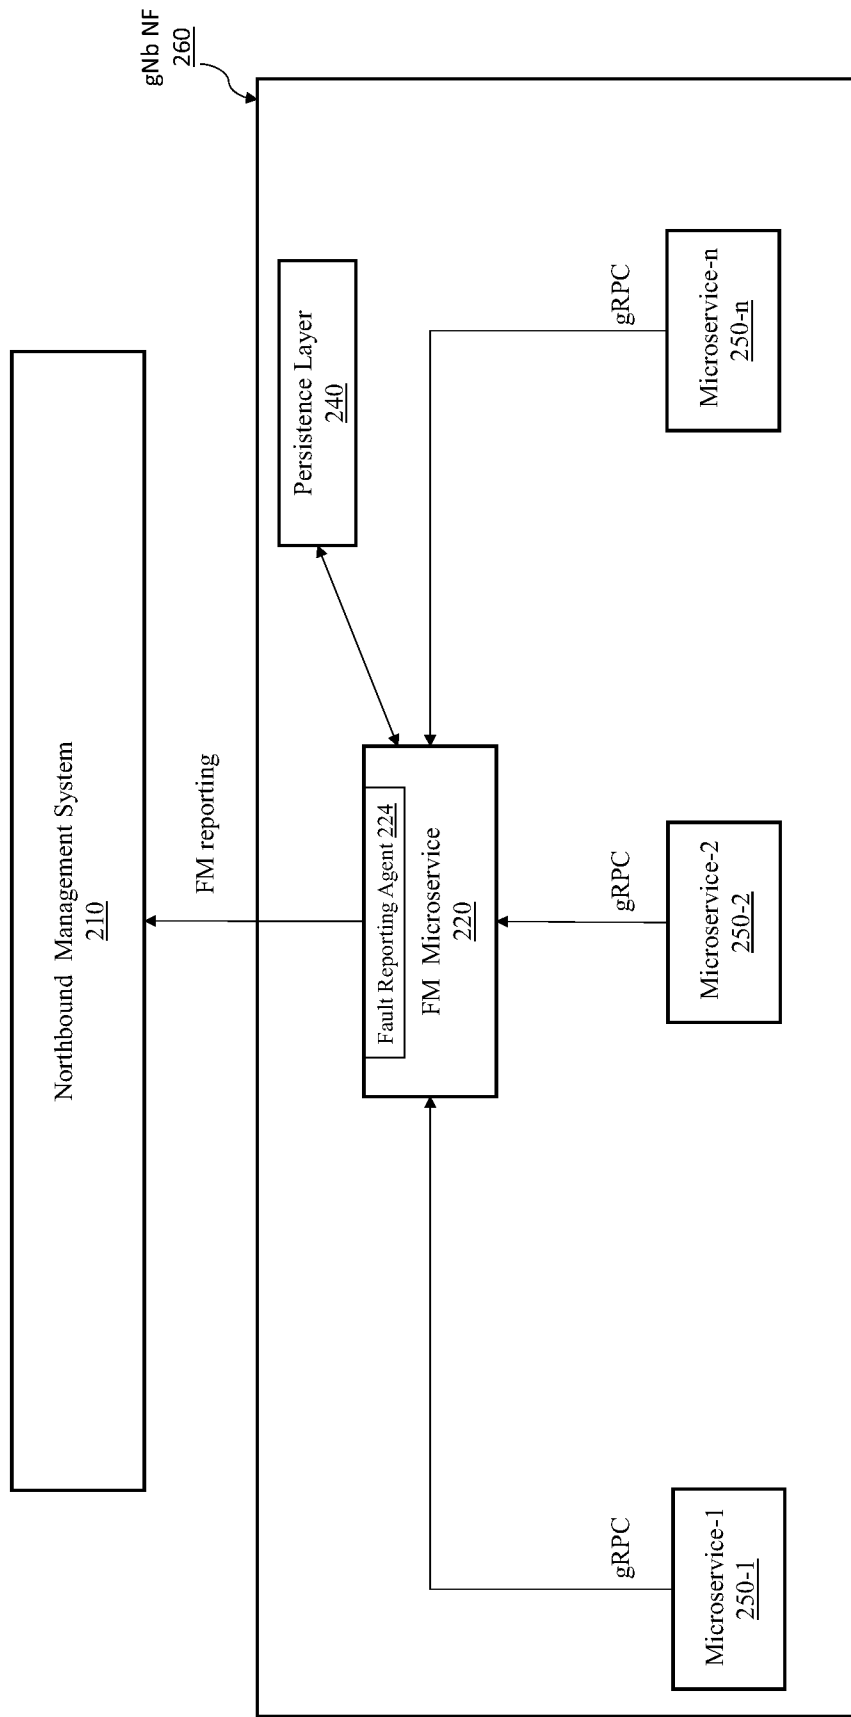 gNb NF
260
Northbound Management System
210
FM reporting
Persistence Layer
240
Fault Reporting Agent 224
FM Microservice
220
gRPC
gRPC
gRPC
Microservice-1
250-1
Microservice-2
250-2
Microservice-n
250-n